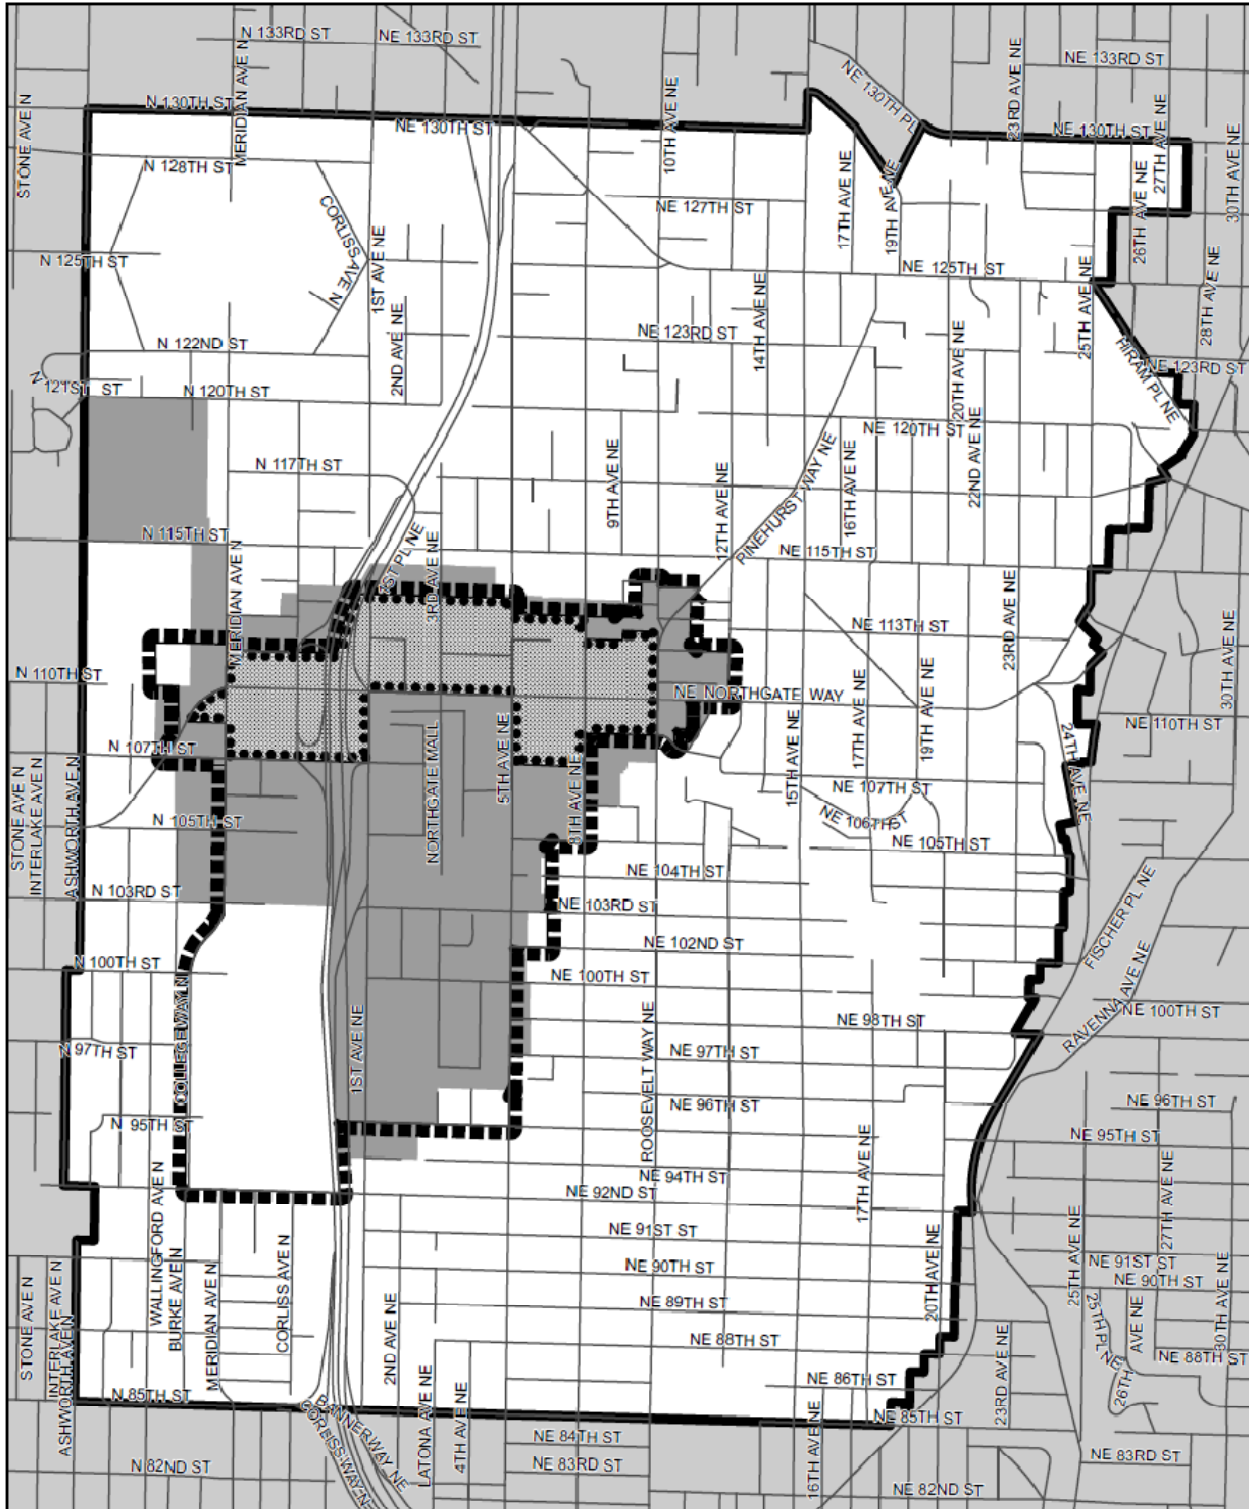 N 133RD ST
NE 133RD ST
NE 133RD ST
MERIDIAN AVE N
10TH AVE NE
NE 130TH PL
23RD AVE NE
STONE AVE N
N 130TH ST
NE 130TH ST
NE 130TH ST
27TH AVE NE
30TH AVE NE
N 128TH ST
CORLISS AVE N
NE 127TH ST
17TH AVE NE
19TH AVE NE
26TH AVE NE
N 125TH ST
1ST AVE NE
NE 125TH ST
28TH AVE NE
2ND AVE NE
NE 123RD ST
14TH AVE NE
25TH AVE NE
HIRAM PL NE
NE 123RD ST
N 122ND ST
N 121ST ST
N 120TH ST
20TH AVE NE
NE 120TH ST
N 117TH ST
9TH AVE NE
12TH AVE NE
PINEHURST WAY NE
16TH AVE NE
22ND AVE NE
N 115TH ST
1ST PL NE
3RD AVE NE
NE 115TH ST
MERIDIAN AVE N
NE 113TH ST
23RD AVE NE
30TH AVE NE
N 110TH ST
NE NORTHGATE WAY
17TH AVE NE
19TH AVE NE
NE 110TH ST
N 107TH ST
NORTHGATE MALL
5TH AVE NE
8TH AVE NE
15TH AVE NE
24TH AVE NE
STONE AVE N
INTERLAKE AVE N
ASHWORTH AVE N
NE 107TH ST
NE 106TH ST
N 105TH ST
NE 105TH ST
NE 104TH ST
N 103RD ST
NE 103RD ST
FISCHER PL NE
NE 102ND ST
N 100TH ST
NE 100TH ST
RAVENNA AVE NE
NE 100TH ST
COLLEGE WAY N
1ST AVE NE
ROOSEVELT WAY NE
NE 98TH ST
N 97TH ST
NE 97TH ST
NE 96TH ST
NE 96TH ST
N 95TH ST
NE 95TH ST
17TH AVE NE
NE 94TH ST
NE 92ND ST
WALLINGFORD AVE N
BURKE AVE N
MERIDIAN AVE N
CORLISS AVE N
NE 91ST ST
20TH AVE NE
25TH AVE NE
27TH AVE NE
NE 91ST ST
NE 90TH ST
NE 90TH ST
STONE AVE N
INTERLAKE AVE N
ASHWORTH AVE N
2ND AVE NE
NE 89TH ST
25TH PL NE
26TH AVE NE
30TH AVE NE
NE 88TH ST
NE 88TH ST
N 85TH ST
LATONA AVE NE
4TH AVE NE
NE 86TH ST
23RD AVE NE
BANNER WAY NE
CORLISS WAY N
16TH AVE NE
NE 85TH ST
NE 84TH ST
NE 83RD ST
NE 83RD ST
N 82ND ST
NE 82ND ST